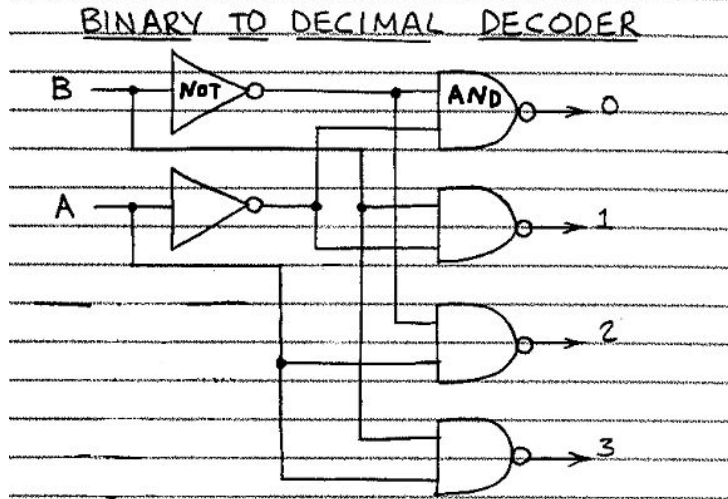 BINARY TO DECIMAL DECODER
B NOT AND 0
A 1
2
3